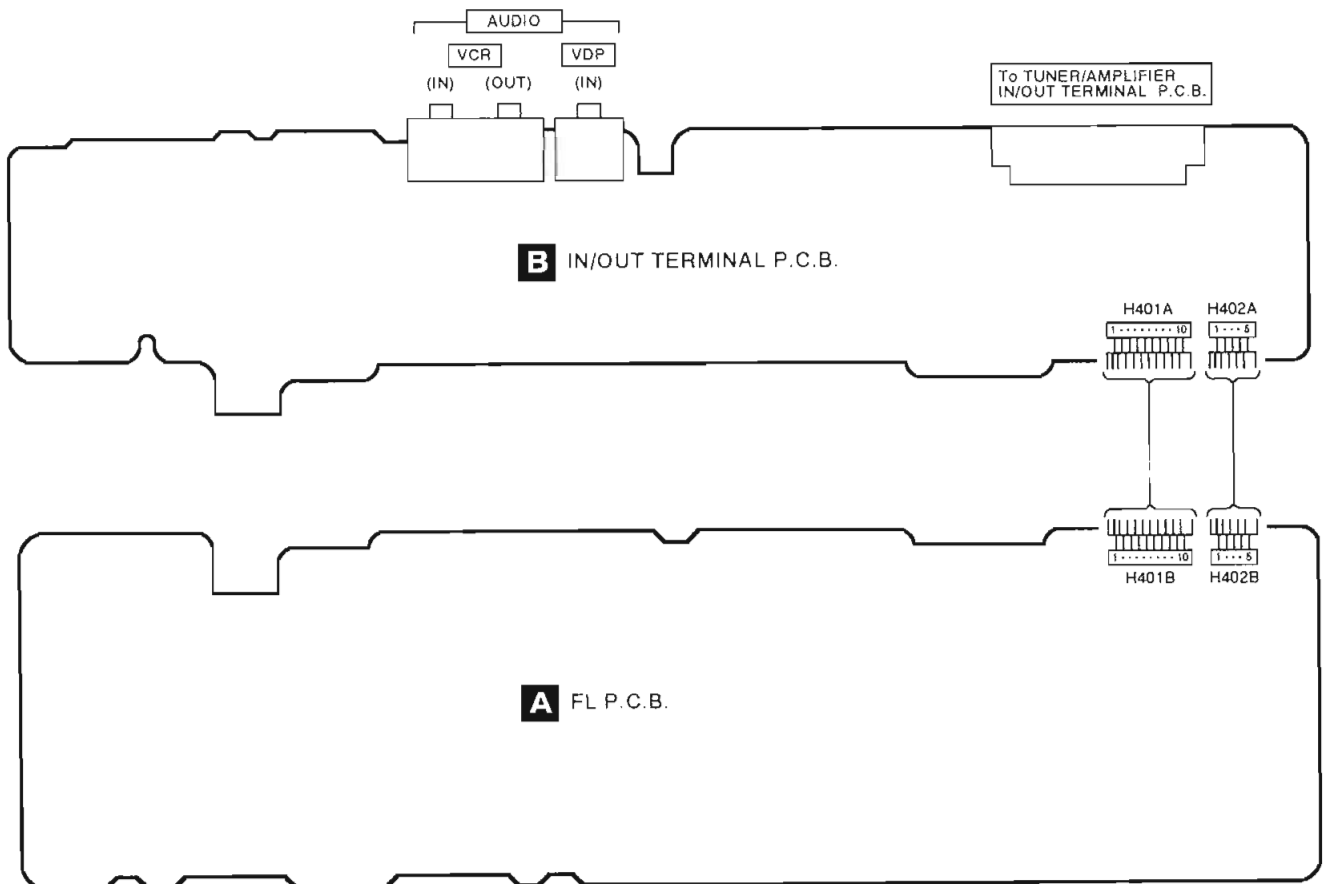 AUDIO
VCR VDP
(IN) (OUT) (IN)
To TUNER/AMPLIFIER
IN/OUT TERMINAL P.C.B.
B IN/OUT TERMINAL P.C.B.
H401A H402A
1 · · · · · · · · 10 1 · · · 5
1 · · · · · · · · 10 1 · · · 5
H401B H402B
A FL P.C.B.